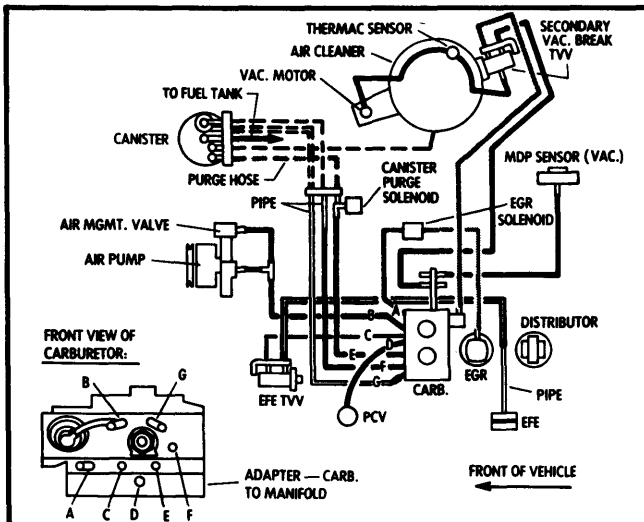 THERMAC SENSOR
AIR CLEANER
SECONDARY
VAC. BREAK
TVV
VAC. MOTOR
TO FUEL TANK
CANISTER
MDP SENSOR (VAC.)
PURGE HOSE
CANISTER
PURGE
SOLENOID
PIPE
EGR
SOLENOID
AIR MGMT. VALVE
AIR PUMP
A
B
C
D
E
F
G
DISTRIBUTOR
FRONT VIEW OF
CARBURETOR:
EFE TVV
CARB.
EGR
PIPE
PCV
EFE
B
G
ADAPTER — CARB.
TO MANIFOLD
FRONT OF VEHICLE
A
C
D
E
F